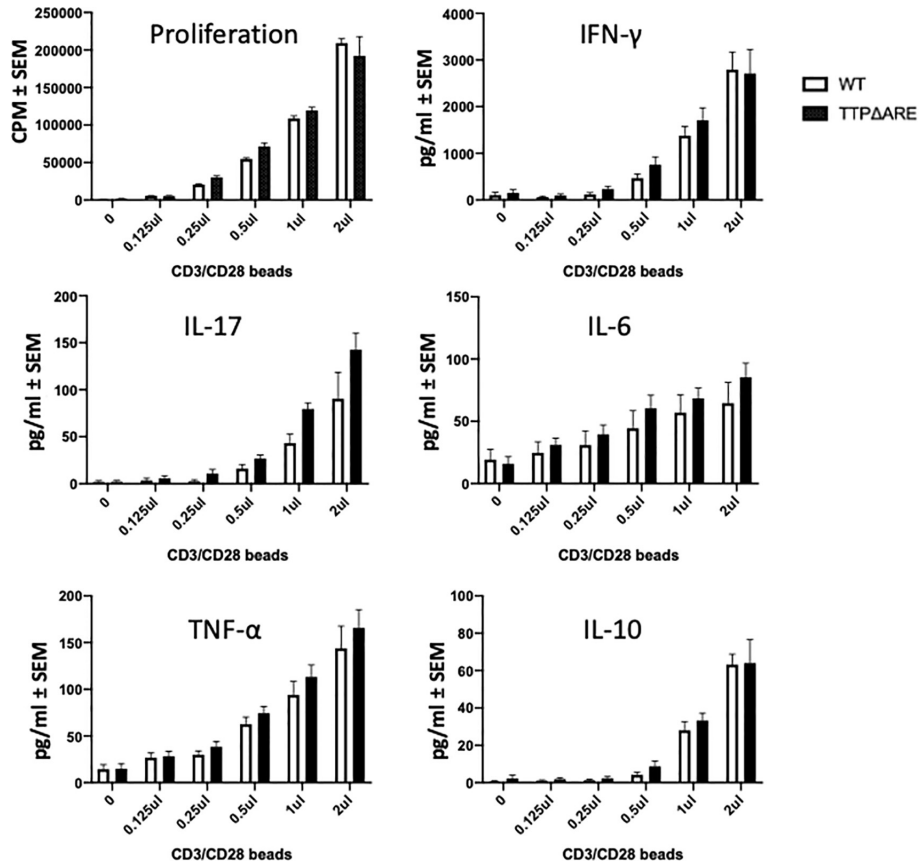 Proliferation
CPM ± SEM
250000
200000
150000
100000
50000
0
0
0.125ul
0.25ul
0.5ul
1ul
2ul
CD3/CD28 beads
IFN-γ
pg/ml ± SEM
4000
3000
2000
1000
0
0
0.125ul
0.25ul
0.5ul
1ul
2ul
CD3/CD28 beads
WT
TTPΔARE
IL-17
pg/ml ± SEM
200
150
100
50
0
0
0.125ul
0.25ul
0.5ul
1ul
2ul
CD3/CD28 beads
IL-6
pg/ml ± SEM
150
100
50
0
0
0.125ul
0.25ul
0.5ul
1ul
2ul
CD3/CD28 beads
TNF-α
pg/ml ± SEM
200
150
100
50
0
0
0.125ul
0.25ul
0.5ul
1ul
2ul
CD3/CD28 beads
IL-10
pg/ml ± SEM
100
80
60
40
20
0
0
0.125ul
0.25ul
0.5ul
1ul
2ul
CD3/CD28 beads